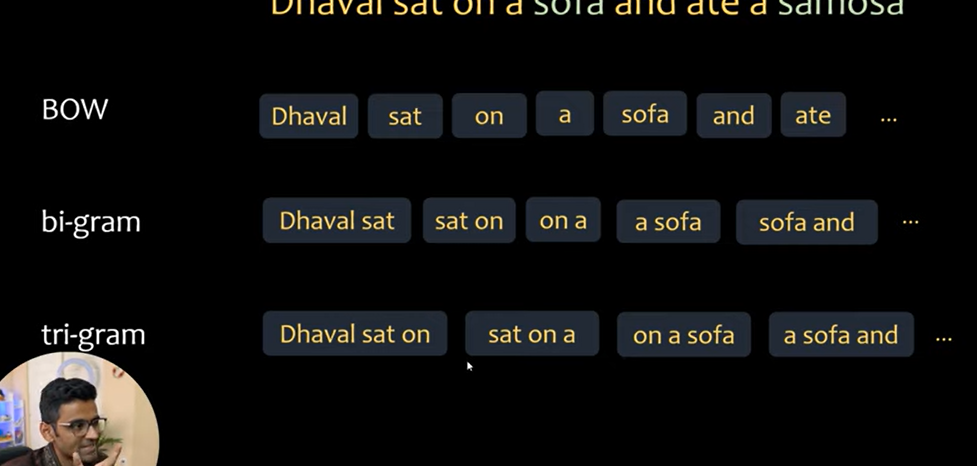 Dhaval sat on a sofa and ate a samosa
BOW Dhaval sat on a sofa and ate ...
bi-gram Dhaval sat sat on on a a sofa sofa and ...
tri-gram Dhaval sat on sat on a on a sofa a sofa and ...